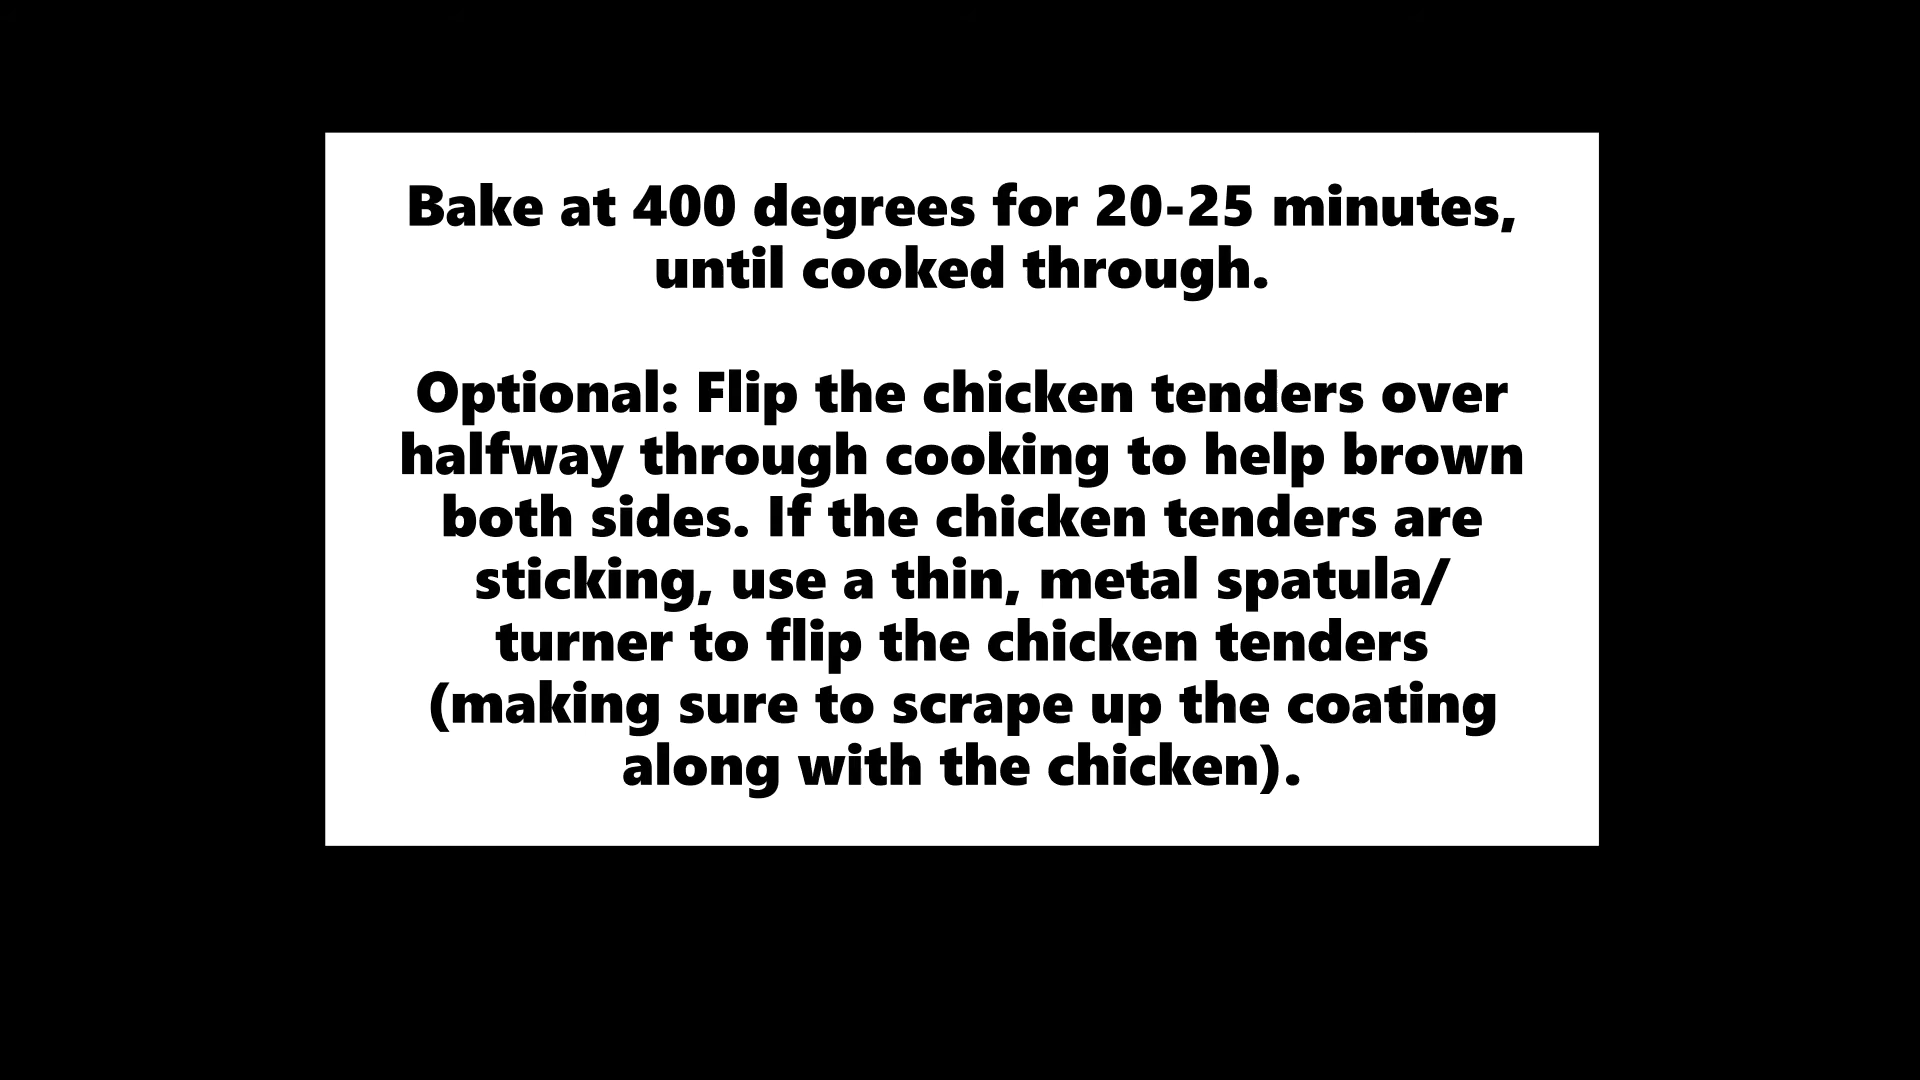 Bake at 400 degrees for 20-25 minutes,
until cooked through.
Optional: Flip the chicken tenders over
halfway through cooking to help brown
both sides. If the chicken tenders are
sticking, use a thin, metal spatula/
turner to flip the chicken tenders
(making sure to scrape up the coating
along with the chicken).